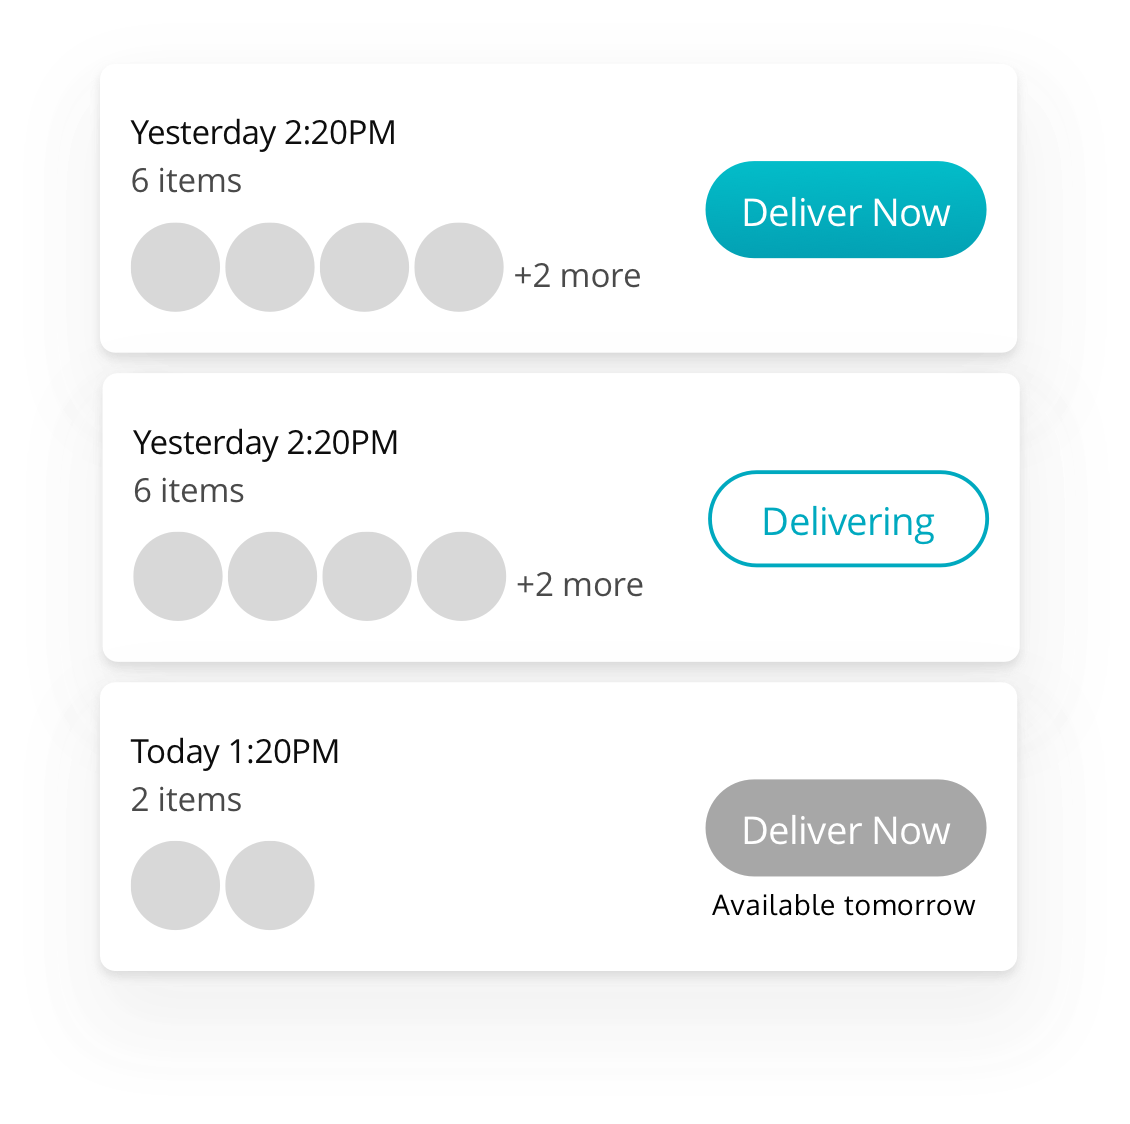 Yesterday 2:20PM
6 items
Deliver Now
+2 more
Yesterday 2:20PM
6 items
Delivering
+2 more
Today 1:20PM
2 items
Deliver Now
Available tomorrow